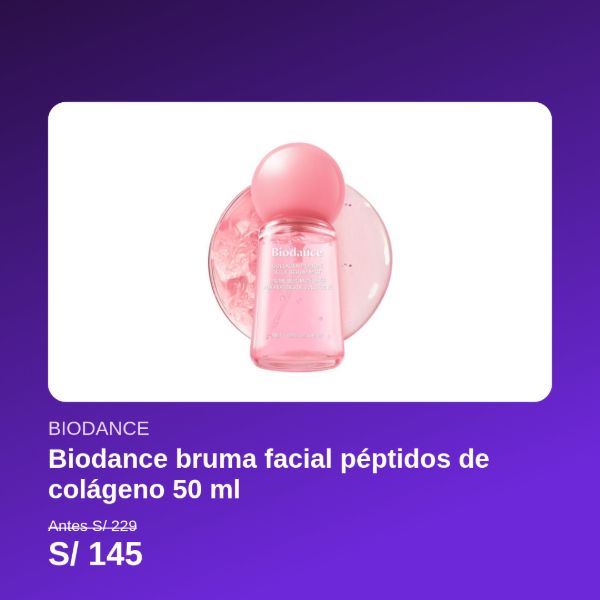 Biodance
BIODANCE
Biodance bruma facial péptidos de
colágeno 50 ml
Antes S/ 229
S/ 145